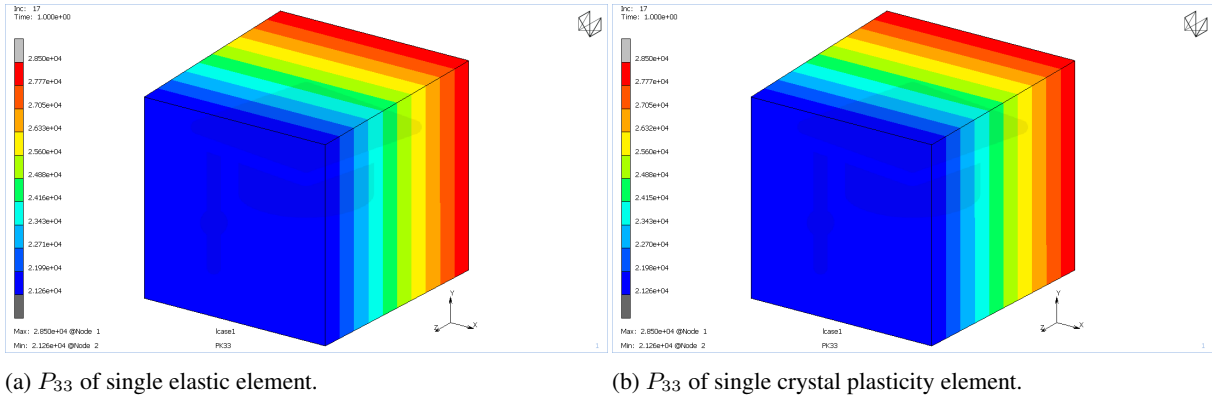 Inc: 17
Time: 1.000e+00
2.850e+04
2.777e+04
2.705e+04
2.633e+04
2.560e+04
2.488e+04
2.416e+04
2.343e+04
2.271e+04
2.199e+04
2.126e+04
Y
Z X
Max: 2.850e+04 @Node 1
lcase1
Min: 2.126e+04 @Node 2
PK33
1
Inc: 17
Time: 1.000e+00
2.850e+04
2.777e+04
2.705e+04
2.632e+04
2.560e+04
2.488e+04
2.415e+04
2.343e+04
2.270e+04
2.198e+04
2.126e+04
Y
Z X
Max: 2.850e+04 @Node 1
lcase1
Min: 2.126e+04 @Node 2
PK33
1
(a) P33 of single elastic element.
(b) P33 of single crystal plasticity element.